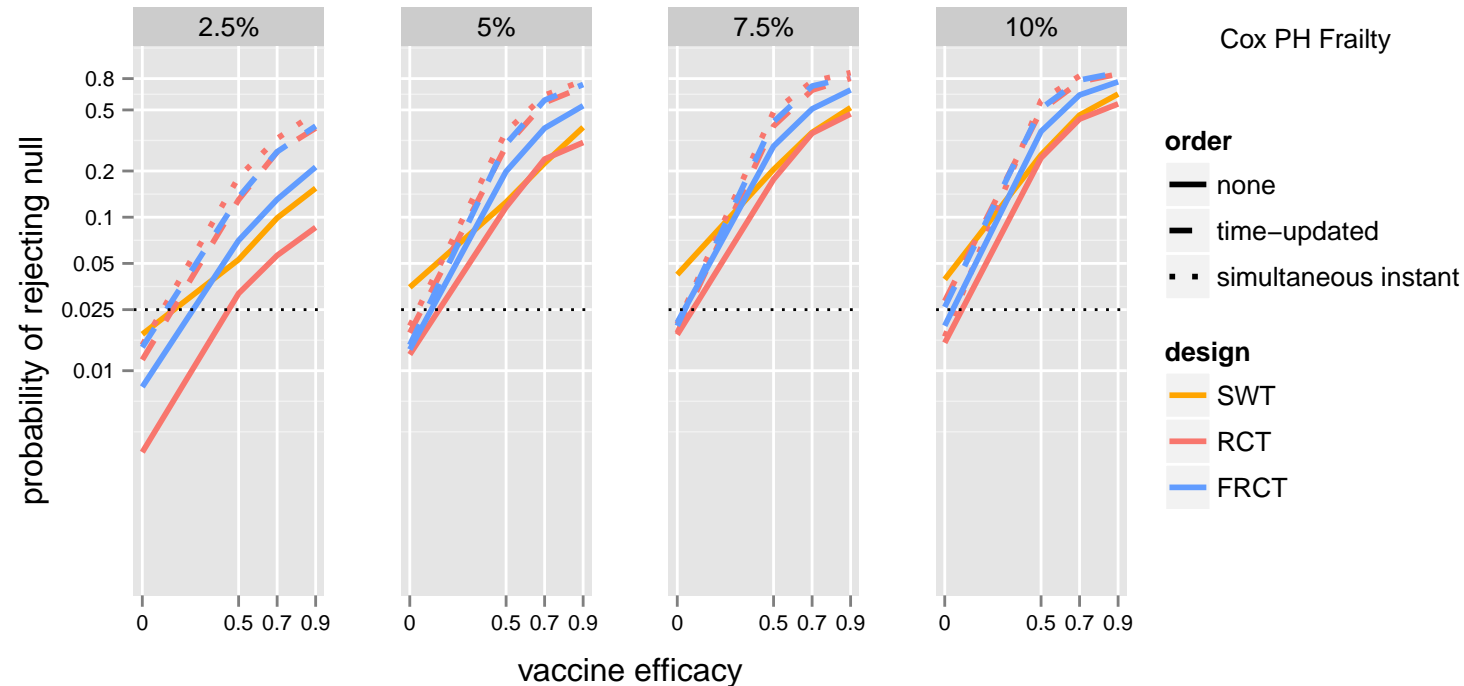 2.5%
5%
7.5%
10%
Cox PH Frailty
probability of rejecting null
0.8
0.5
0.2
0.1
0.05
0.025
0.01
0 0.5 0.7 0.9
0 0.5 0.7 0.9
0 0.5 0.7 0.9
0 0.5 0.7 0.9
vaccine efficacy
order
none
time−updated
simultaneous instant
design
SWT
RCT
FRCT